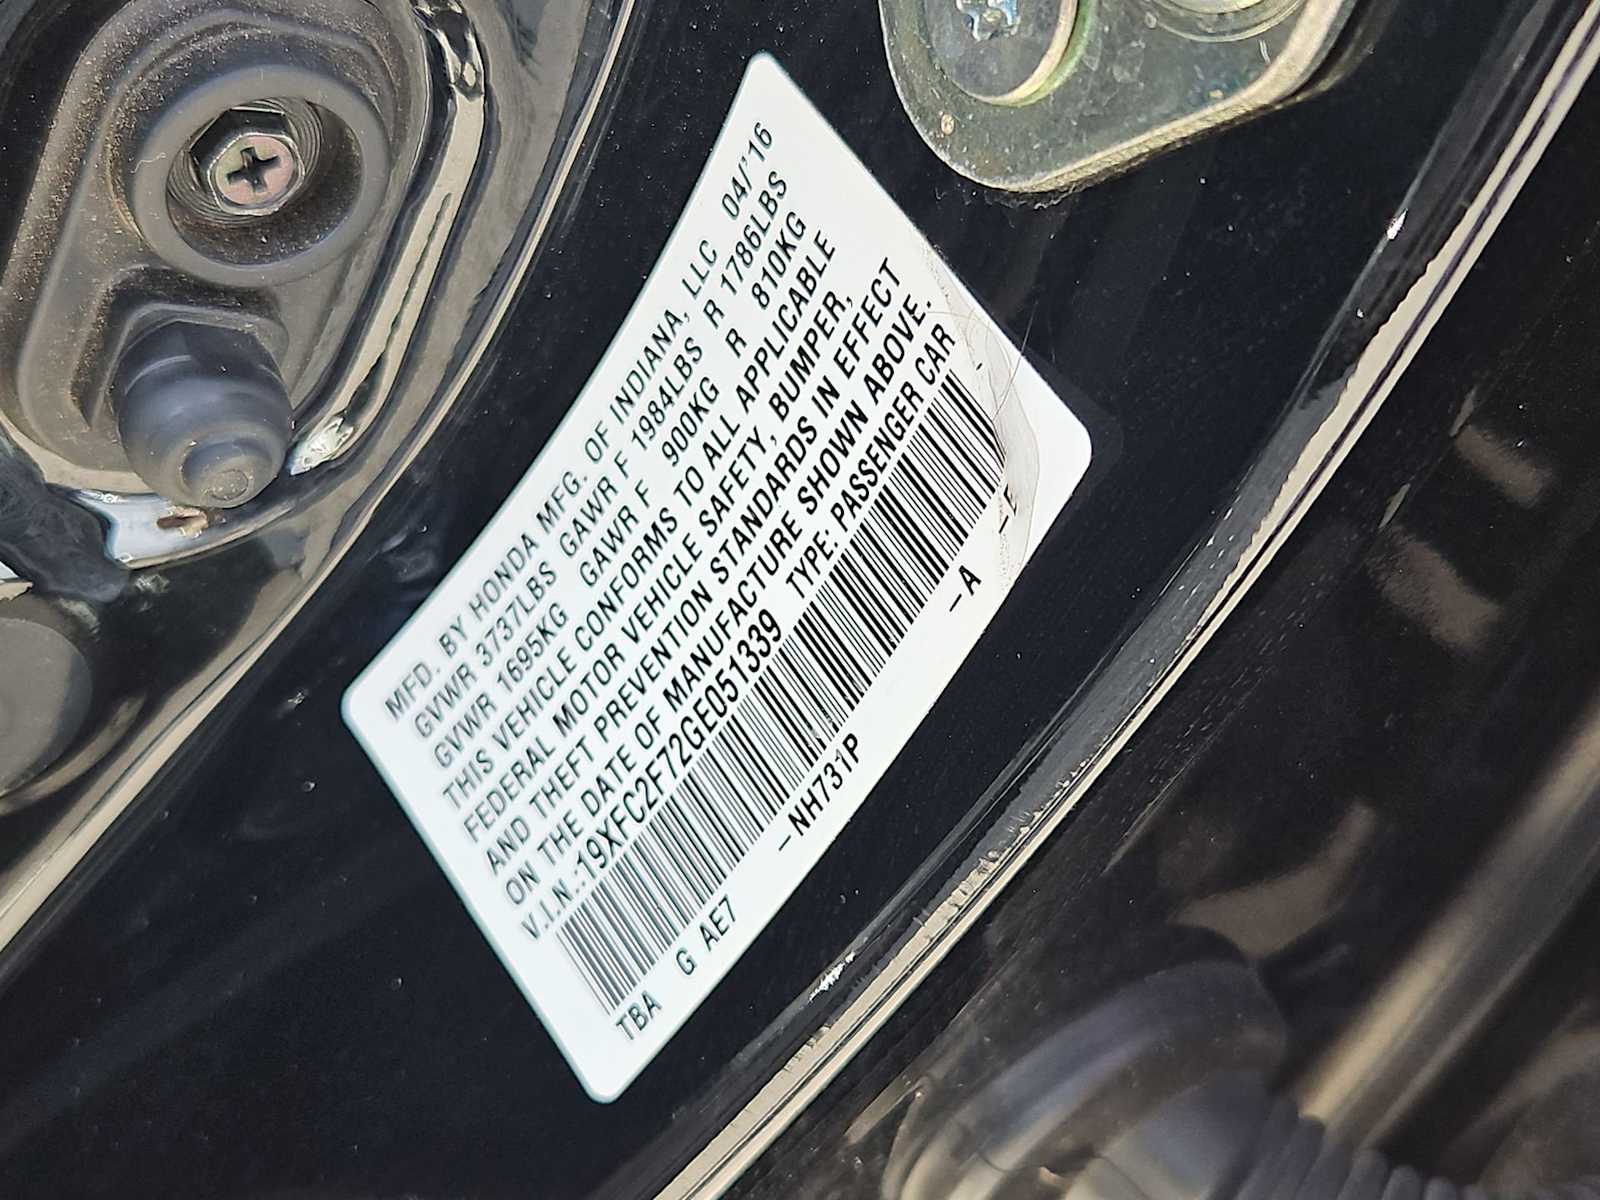 MFD. BY HONDA MFG. OF INDIANA, LLC 04/'16
GVWR 3737LBS GAWR F 1984LBS R 1786LBS
GVWR 1695KG GAWR F 900KG R 810KG
THIS VEHICLE CONFORMS TO ALL APPLICABLE
FEDERAL MOTOR VEHICLE SAFETY, BUMPER,
AND THEFT PREVENTION STANDARDS IN EFFECT
ON THE DATE OF MANUFACTURE SHOWN ABOVE.
V.I.N.:19XFC2F72GE051339 TYPE: PASSENGER CAR
TBA G AE7 –NH731P –A –E